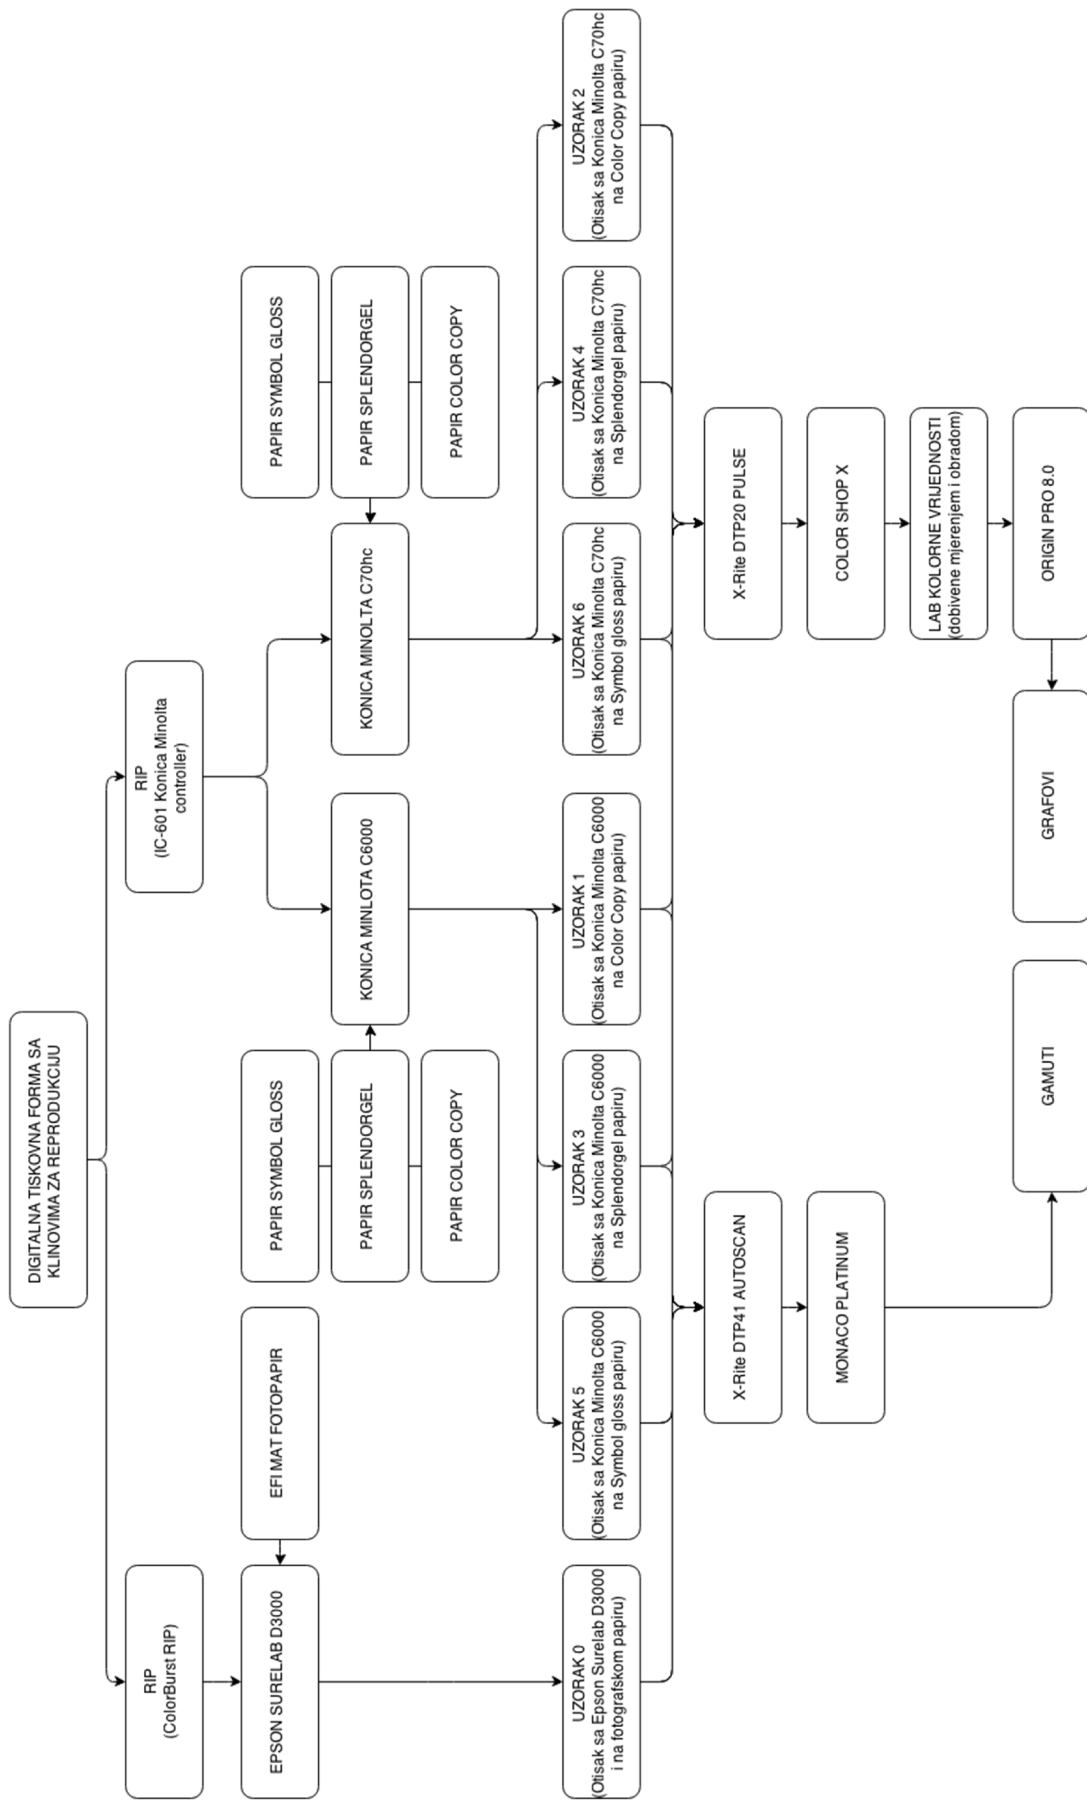 DIGITALNA TISKOVNA FORMA SA
KLINOVIMA ZA REPRODUKCIJU
RIP
(ColorBurst RIP)
RIP
(IC-601 Konica Minolta
controller)
EPSON SURELAB D3000
EFI MAT FOTOPAPIR
PAPIR SYMBOL GLOSS
PAPIR SPLENDORGEL
PAPIR COLOR COPY
KONICA MINLOTA C6000
KONICA MINOLTA C70hc
PAPIR SYMBOL GLOSS
PAPIR SPLENDORGEL
PAPIR COLOR COPY
UZORAK 0
(Otisak sa Epson Surelab D3000
i na fotografskom papiru)
UZORAK 5
(Otisak sa Konica Minolta C6000
na Symbol gloss papiru)
UZORAK 3
(Otisak sa Konica Minolta C6000
na Splendorgel papiru)
UZORAK 1
(Otisak sa Konica Minolta C6000
na Color Copy papiru)
UZORAK 6
(Otisak sa Konica Minolta C70hc
na Symbol gloss papiru)
UZORAK 4
(Otisak sa Konica Minolta C70hc
na Splendorgel papiru)
UZORAK 2
(Otisak sa Konica Minolta C70hc
na Color Copy papiru)
X-Rite DTP41 AUTOSCAN
X-Rite DTP20 PULSE
MONACO PLATINUM
COLOR SHOP X
LAB KOLORNE VRIJEDNOSTI
(dobivene mjerenjem i obradom)
GAMUTI
GRAFOVI
ORIGIN PRO 8.0